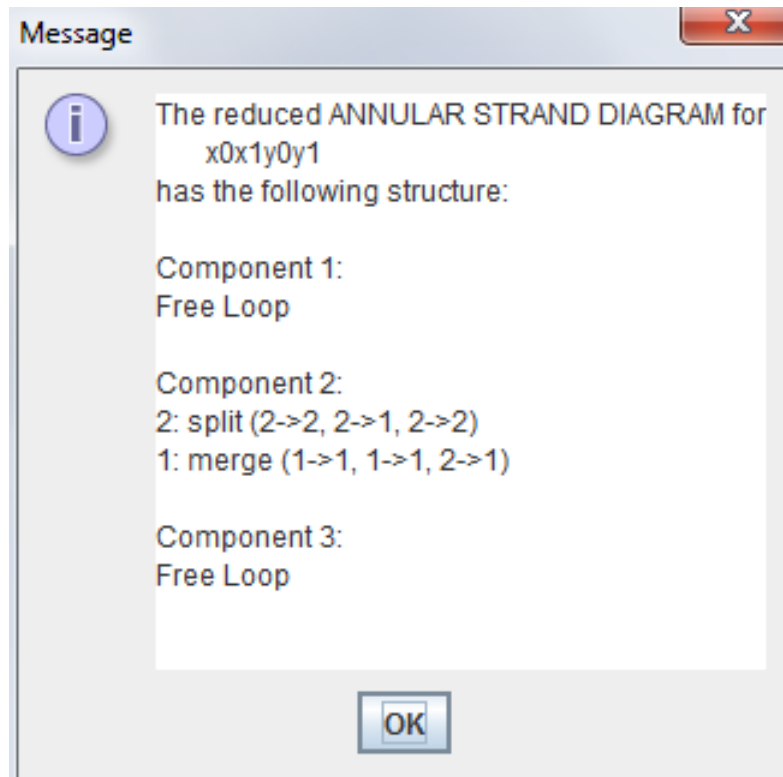 Message
The reduced ANNULAR STRAND DIAGRAM for
x0x1y0y1
has the following structure:
Component 1:
Free Loop
Component 2:
2: split (2->2, 2->1, 2->2)
1: merge (1->1, 1->1, 2->1)
Component 3:
Free Loop
OK